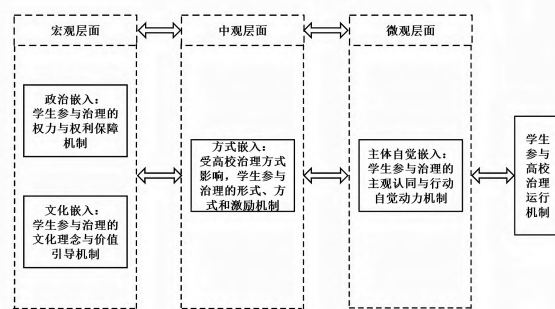 宏观层面
中观层面
微观层面
政治嵌入：
学生参与治理的
权力与权利保障
机制
文化嵌入：
学生参与治理的
文化理念与价值
引导机制
方式嵌入：
受高校治理方式
影响，学生参与
治理的形式、方
式和激励机制
主体自觉嵌入：
学生参与治理的
主观认同与行动
自觉动力机制
学生
参与
高校
治理
运行
机制